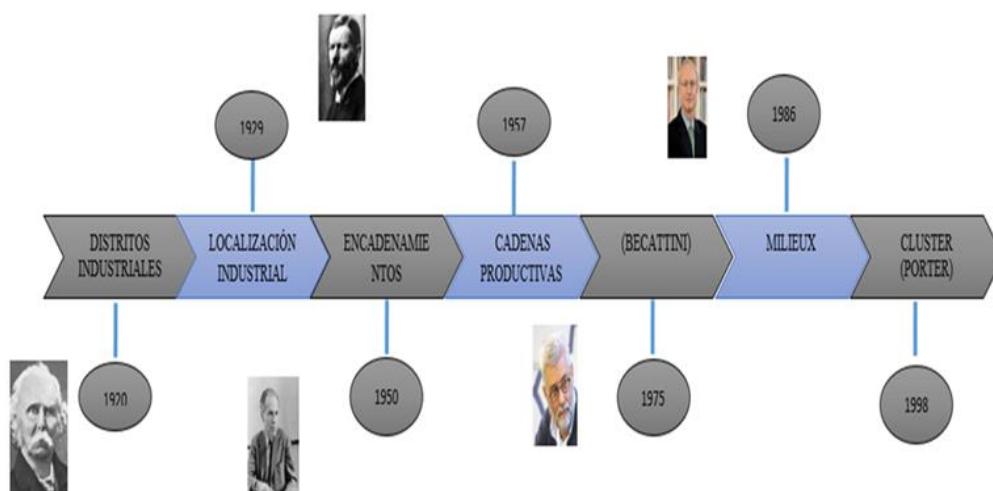 1929
1957
1986
DISTRITOS
INDUSTRIALES
LOCALIZACIÓN
INDUSTRIAL
ENCADENAMIE
NTOS
CADENAS
PRODUCTIVAS
(BECATTINI)
MILIEUX
CLUSTER
(PORTER)
1920
1950
1975
1998